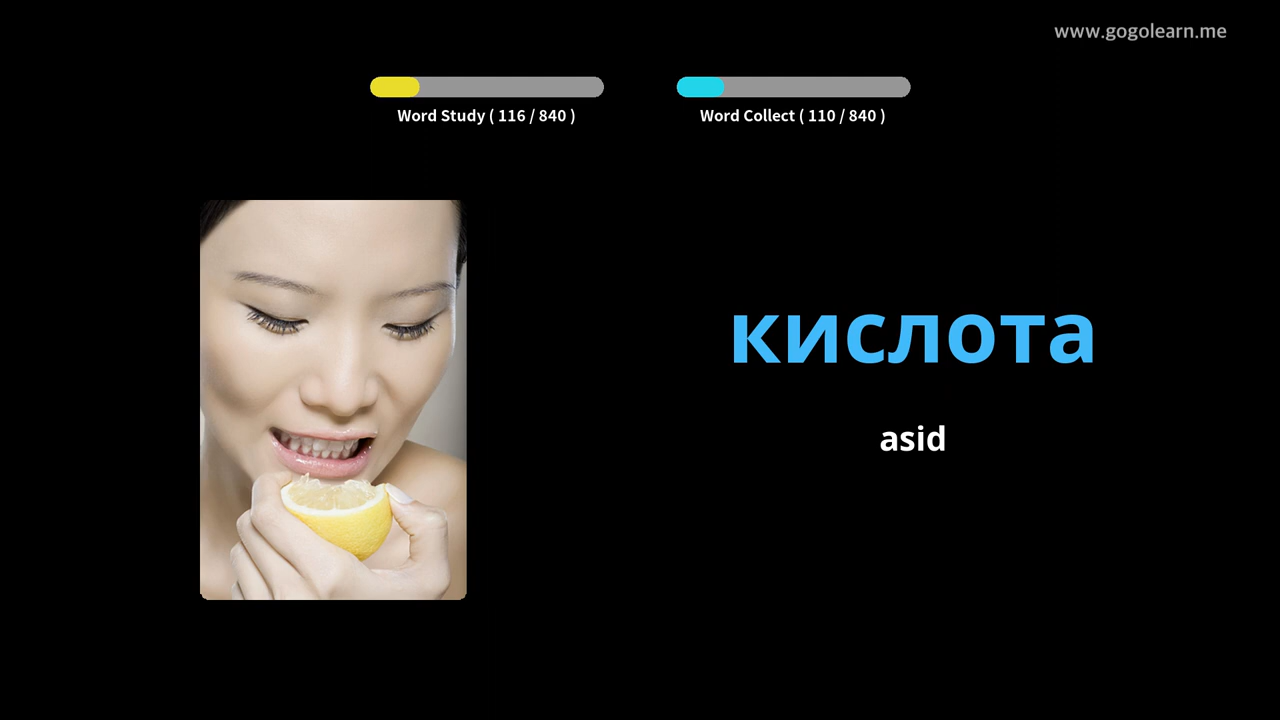 www.gogolearn.me
Word Study ( 116 / 840 )
Word Collect ( 110 / 840 )
кислота
asid